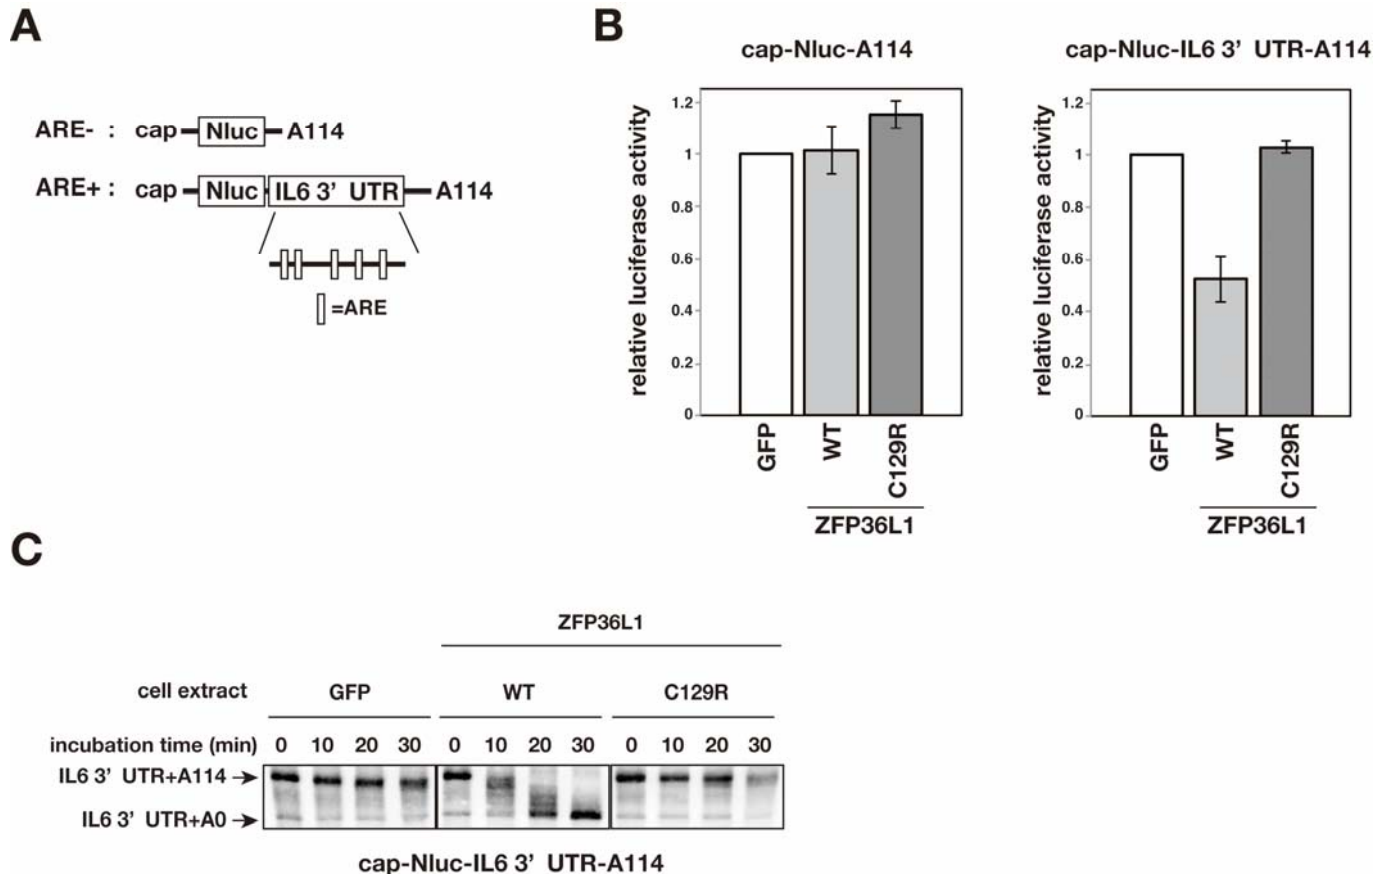 A
ARE- : cap Nluc A114
ARE+ : cap Nluc IL6 3’ UTR A114
=ARE
B
cap-Nluc-A114
relative luciferase activity
1.2
1
0.8
0.6
0.4
0.2
0
GFP
WT
C129R
ZFP36L1
cap-Nluc-IL6 3’ UTR-A114
relative luciferase activity
1.2
1
0.8
0.6
0.4
0.2
0
GFP
WT
C129R
ZFP36L1
C
ZFP36L1
cell extract GFP WT C129R
incubation time (min) 0 10 20 30 0 10 20 30 0 10 20 30
IL6 3’ UTR+A114
IL6 3’ UTR+A0
cap-Nluc-IL6 3’ UTR-A114